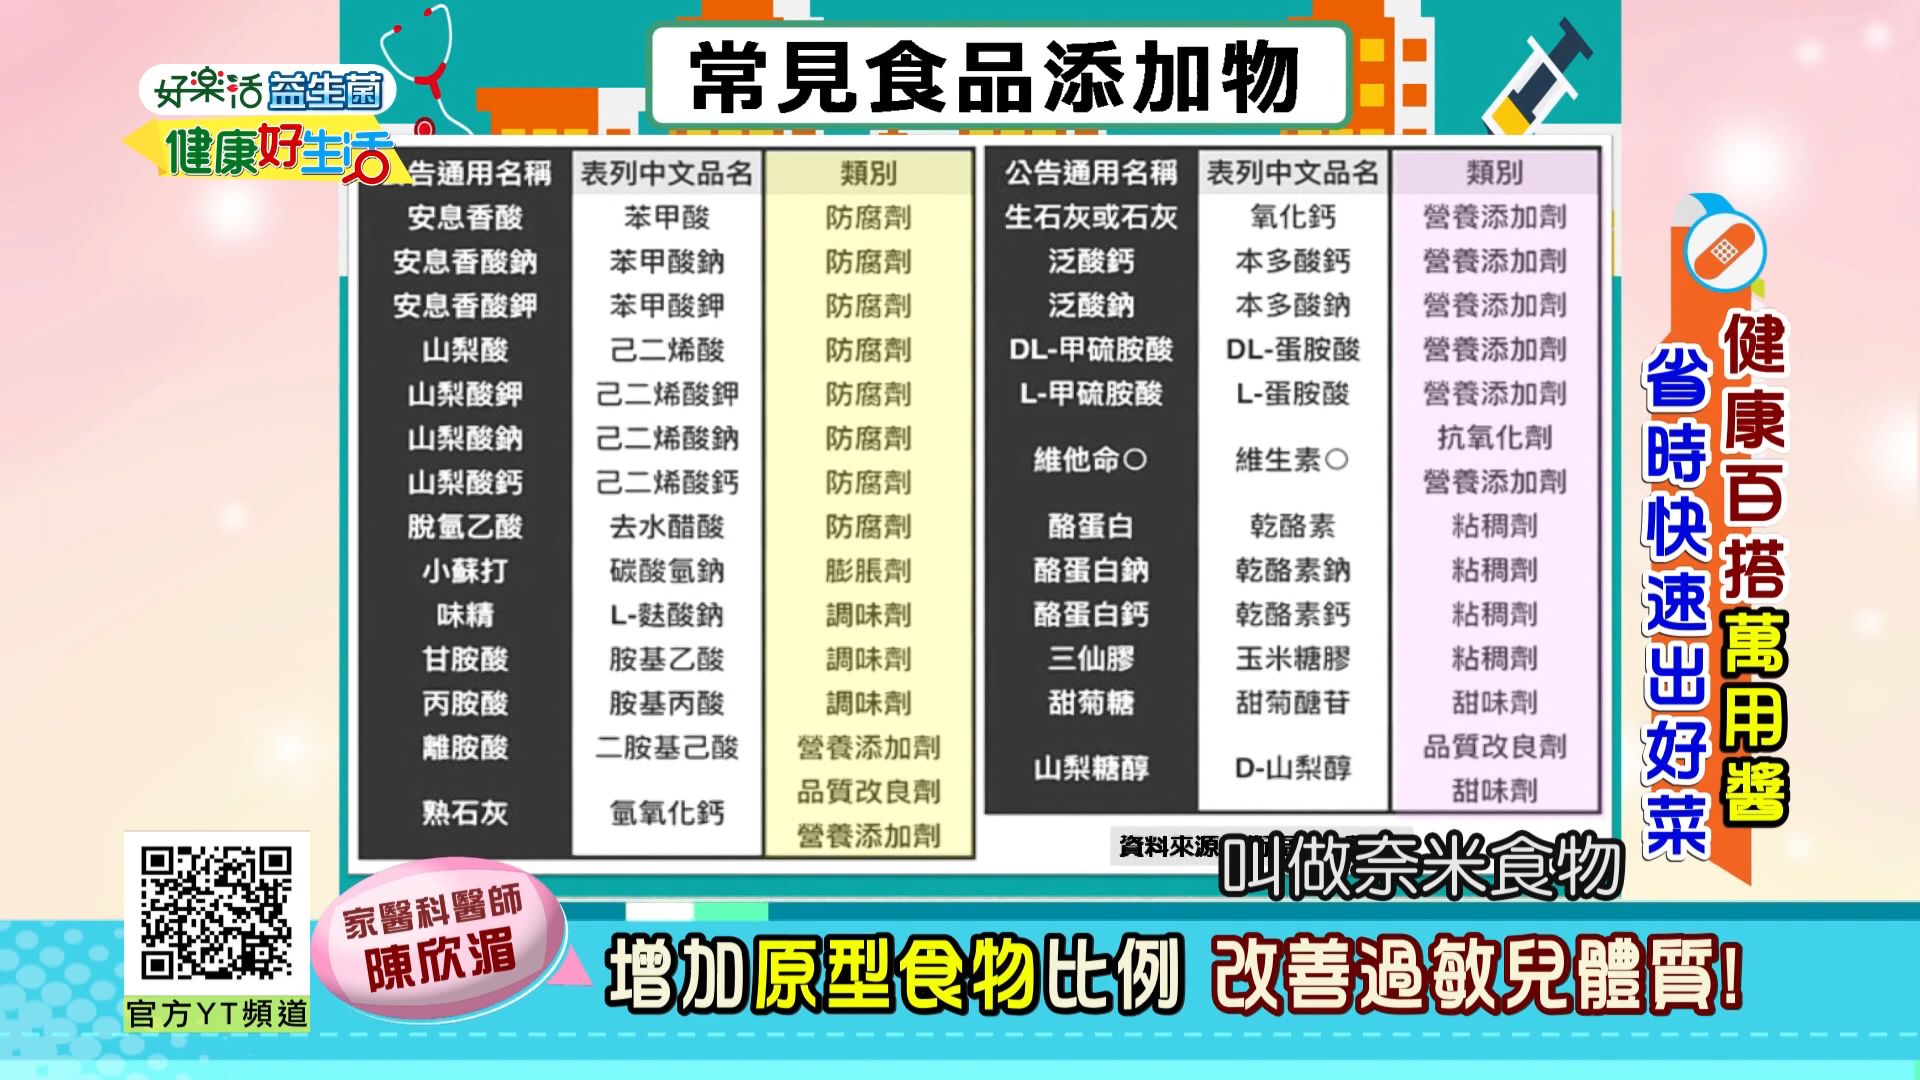 常見食品添加物
好樂活益生菌
健康好生活
告通用名稱 表列中文品名 類別
安息香酸 苯甲酸 防腐劑
安息香酸鈉 苯甲酸鈉 防腐劑
安息香酸鉀 苯甲酸鉀 防腐劑
山梨酸 己二烯酸 防腐劑
山梨酸鉀 己二烯酸鉀 防腐劑
山梨酸鈉 己二烯酸鈉 防腐劑
山梨酸鈣 己二烯酸鈣 防腐劑
脫氫乙酸 去水醋酸 防腐劑
小蘇打 碳酸氫鈉 膨脹劑
味精 L-麩酸鈉 調味劑
甘胺酸 胺基乙酸 調味劑
丙胺酸 胺基丙酸 調味劑
離胺酸 二胺基己酸 營養添加劑
熟石灰 氫氧化鈣 品質改良劑
營養添加劑
公告通用名稱 表列中文品名 類別
生石灰或石灰 氧化鈣 營養添加劑
泛酸鈣 本多酸鈣 營養添加劑
泛酸鈉 本多酸鈉 營養添加劑
DL-甲硫胺酸 DL-蛋胺酸 營養添加劑
L-甲硫胺酸 L-蛋胺酸 營養添加劑
維他命○ 維生素○ 抗氧化劑
營養添加劑
酪蛋白 乾酪素 粘稠劑
酪蛋白鈉 乾酪素鈉 粘稠劑
酪蛋白鈣 乾酪素鈣 粘稠劑
三仙膠 玉米糖膠 粘稠劑
甜菊糖 甜菊醣苷 甜味劑
山梨糖醇 D-山梨醇 品質改良劑
甜味劑
資料來源
叫做奈米食物
健康百搭萬用醬
省時快速出好菜
家醫科醫師
陳欣湄
增加原型食物比例 改善過敏兒體質!
官方YT頻道